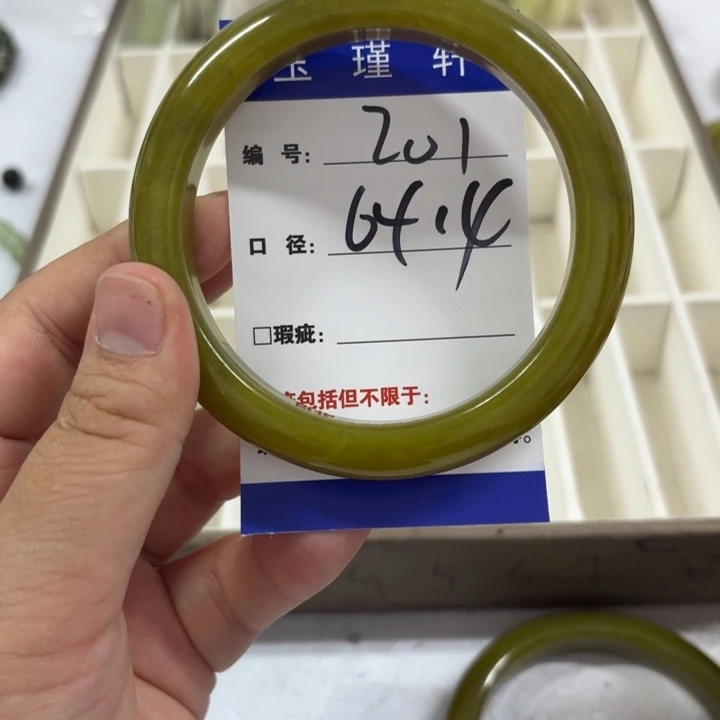 玉瑾轩
编 号: 201
口 径: 64.4
□瑕疵:
包括但不限于: